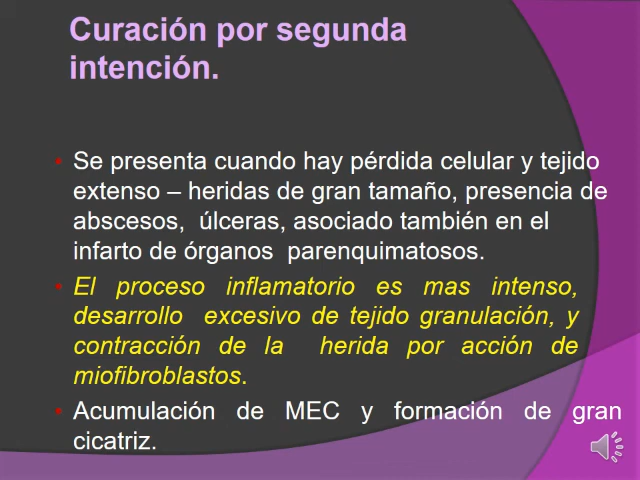 Curación por segunda
intención.
• Se presenta cuando hay pérdida celular y tejido
extenso – heridas de gran tamaño, presencia de
abscesos, úlceras, asociado también en el
infarto de órganos parenquimatosos.
• El proceso inflamatorio es mas intenso,
desarrollo excesivo de tejido granulación, y
contracción de la herida por acción de
miofibroblastos.
• Acumulación de MEC y formación de gran
cicatriz.